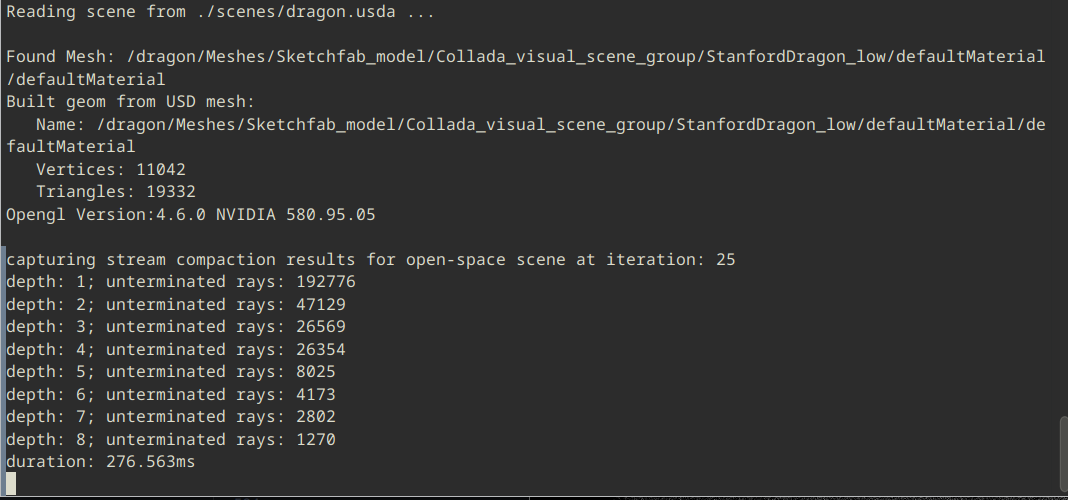 Reading scene from ./scenes/dragon.usda ...
Found Mesh: /dragon/Meshes/Sketchfab_model/Collada_visual_scene_group/StanfordDragon_low/defaultMaterial
/defaultMaterial
Built geom from USD mesh:
   Name: /dragon/Meshes/Sketchfab_model/Collada_visual_scene_group/StanfordDragon_low/defaultMaterial/de
faultMaterial
   Vertices: 11042
   Triangles: 19332
Opengl Version:4.6.0 NVIDIA 580.95.05
capturing stream compaction results for open-space scene at iteration: 25
depth: 1; unterminated rays: 192776
depth: 2; unterminated rays: 47129
depth: 3; unterminated rays: 26569
depth: 4; unterminated rays: 26354
depth: 5; unterminated rays: 8025
depth: 6; unterminated rays: 4173
depth: 7; unterminated rays: 2802
depth: 8; unterminated rays: 1270
duration: 276.563ms